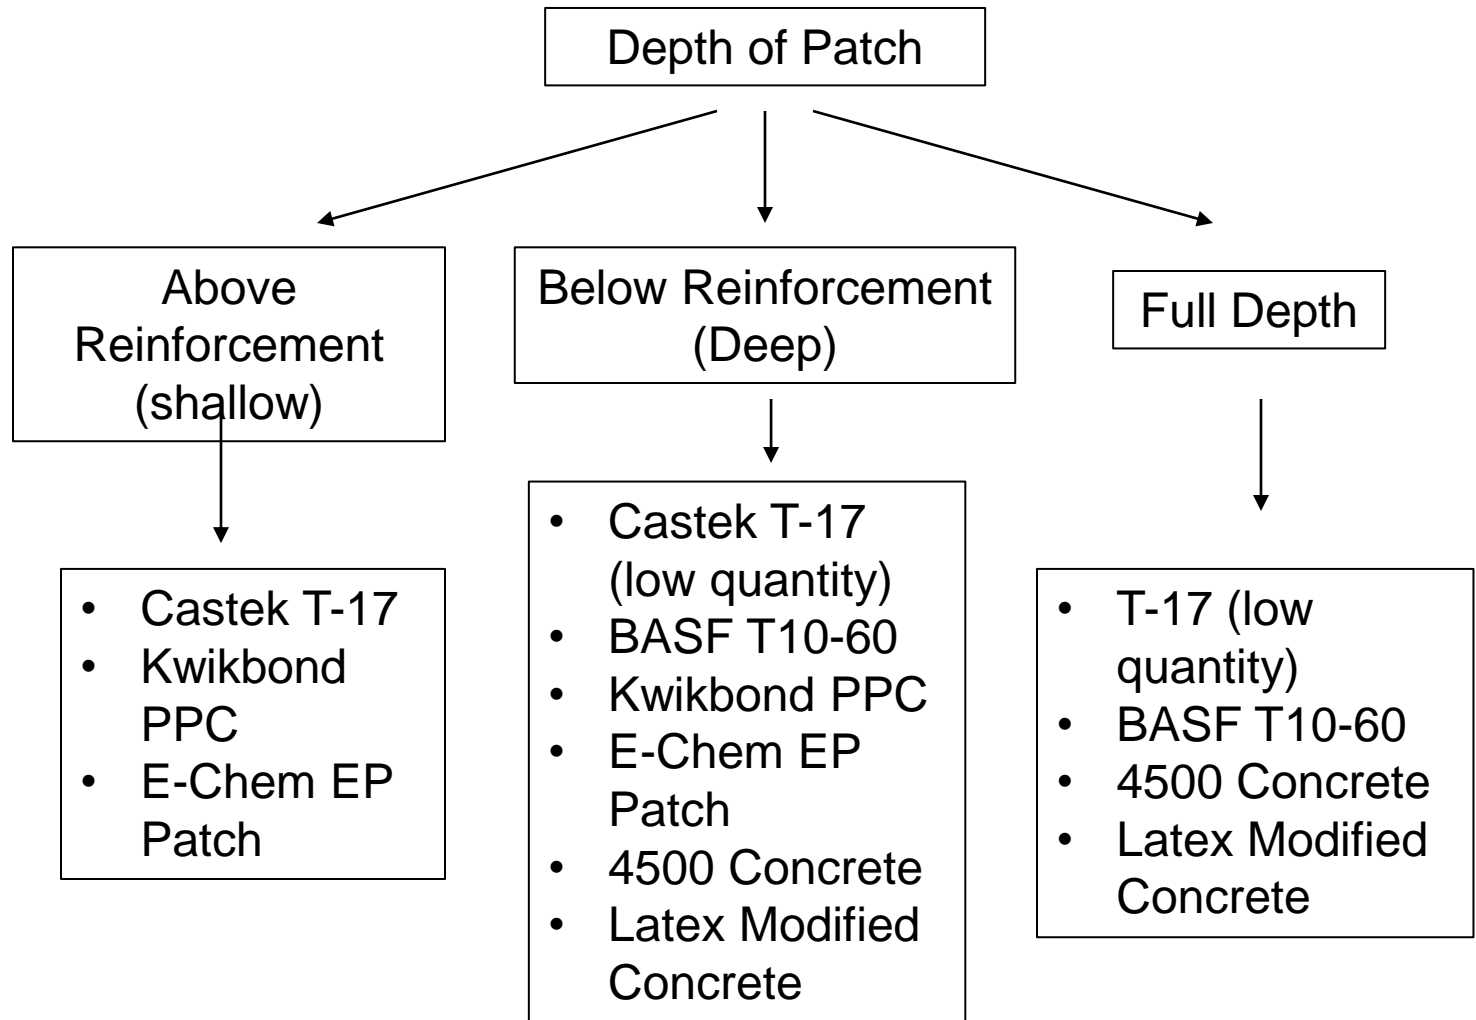 Depth of Patch
Above
Reinforcement
(shallow)
Below Reinforcement
(Deep)
Full Depth
• Castek T-17
• Kwikbond
PPC
• E-Chem EP
Patch
• Castek T-17
(low quantity)
• BASF T10-60
• Kwikbond PPC
• E-Chem EP
Patch
• 4500 Concrete
• Latex Modified
Concrete
• T-17 (low
quantity)
• BASF T10-60
• 4500 Concrete
• Latex Modified
Concrete